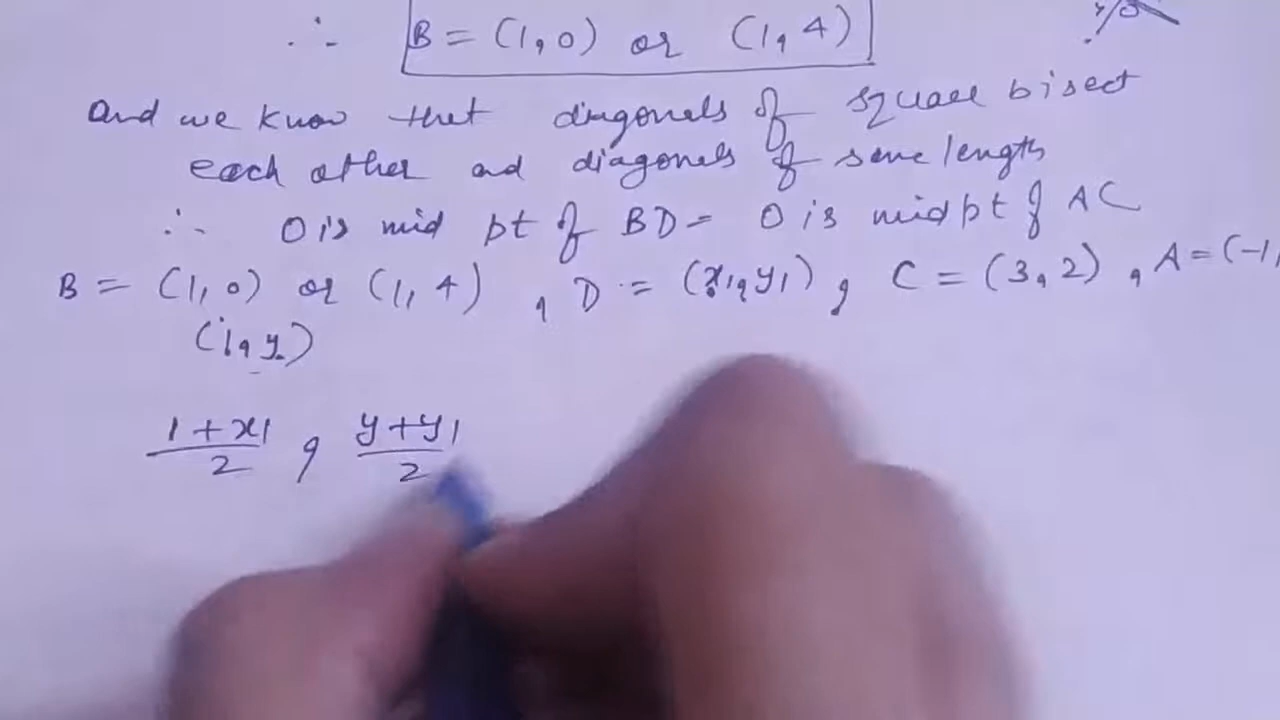 ∴ B = (1, 0) or (1, 4)
And we know that diagonals of square bisect
each other and diagonals of same length
∴ O is mid pt of BD = O is mid pt of AC
B = (1, 0) or (1, 4) , D = (x1, y1) , C = (3, 2) , A = (-1,
(1, y)
1 + x1 / 2 , y + y1 / 2